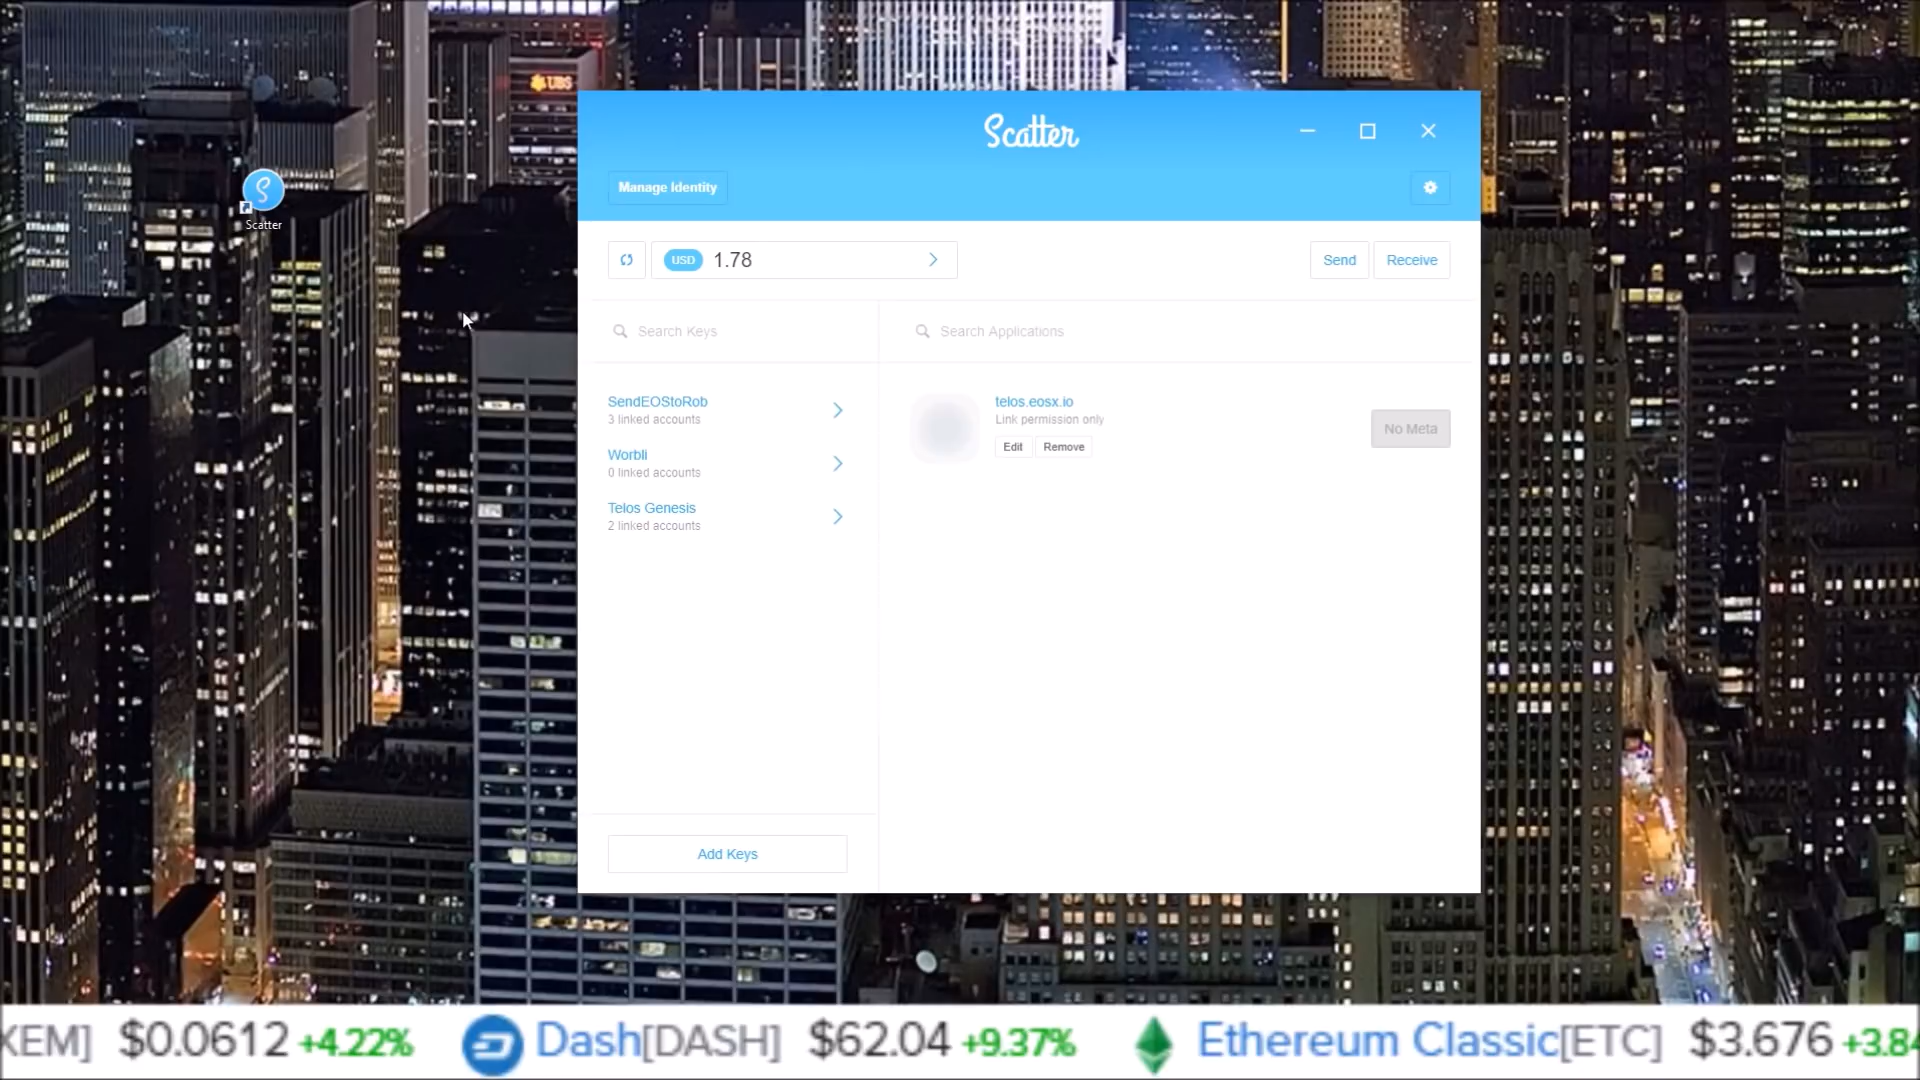 UBS
Scatter
Scatter
Manage Identity
USD 1.78
Send
Receive
Search Keys
Search Applications
SendEOStoRob
3 linked accounts
Worbli
0 linked accounts
Telos Genesis
2 linked accounts
telos.eosx.io
Link permission only
Edit
Remove
No Meta
Add Keys
XEM] $0.0612 +4.22% Dash[DASH] $62.04 +9.37% Ethereum Classic[ETC] $3.676 +3.84